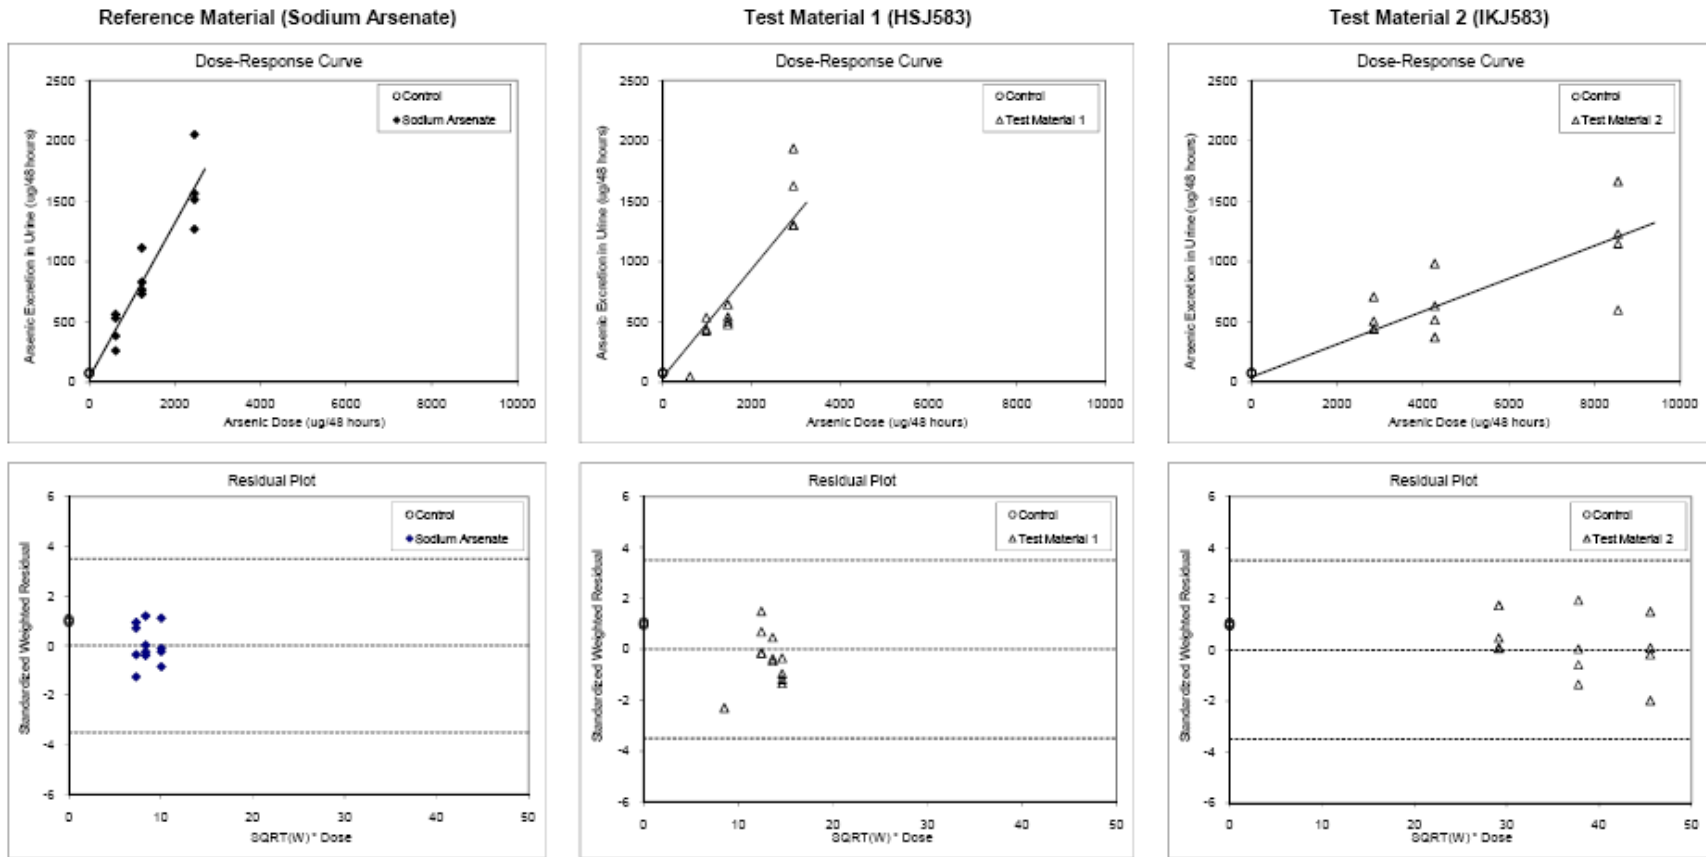 Reference Material (Sodium Arsenate)
Test Material 1 (HSJ583)
Test Material 2 (IKJ583)
Dose-Response Curve
Arsenic Excretion in Urine (ug/48 hours)
2500
2000
1500
1000
500
0
Control
Sodium Arsenate
0 2000 4000 6000 8000 10000
Arsenic Dose (ug/48 hours)
Dose-Response Curve
Arsenic Excretion in Urine (ug/48 hours)
2500
2000
1500
1000
500
0
Control
Test Material 1
0 2000 4000 6000 8000 10000
Arsenic Dose (ug/48 hours)
Dose-Response Curve
Arsenic Excretion in Urine (ug/48 hours)
2500
2000
1500
1000
500
0
Control
Test Material 2
0 2000 4000 6000 8000 10000
Arsenic Dose (ug/48 hours)
Residual Plot
Standardized Weighted Residual
6
4
2
0
-2
-4
-6
Control
Sodium Arsenate
0 10 20 30 40 50
SQRT(W) * Dose
Residual Plot
Standardized Weighted Residual
6
4
2
0
-2
-4
-6
Control
Test Material 1
0 10 20 30 40 50
SQRT(W) * Dose
Residual Plot
Standardized Weighted Residual
6
4
2
0
-2
-4
-6
Control
Test Material 2
0 10 20 30 40 50
SQRT(W) * Dose